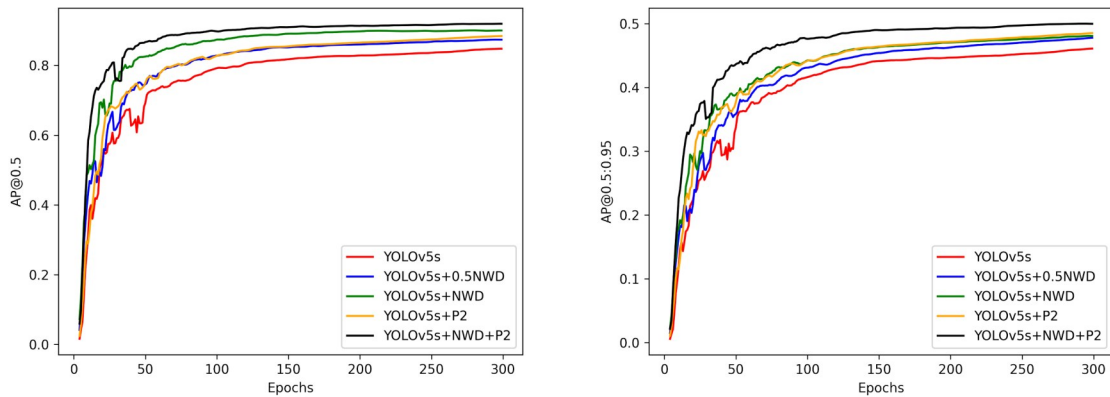 AP@0.5
0.8
0.6
0.4
0.2
0.0
0
50
100
150
200
250
300
Epochs
YOLOv5s
YOLOv5s+0.5NWD
YOLOv5s+NWD
YOLOv5s+P2
YOLOv5s+NWD+P2
AP@0.5:0.95
0.5
0.4
0.3
0.2
0.1
0.0
0
50
100
150
200
250
300
Epochs
YOLOv5s
YOLOv5s+0.5NWD
YOLOv5s+NWD
YOLOv5s+P2
YOLOv5s+NWD+P2